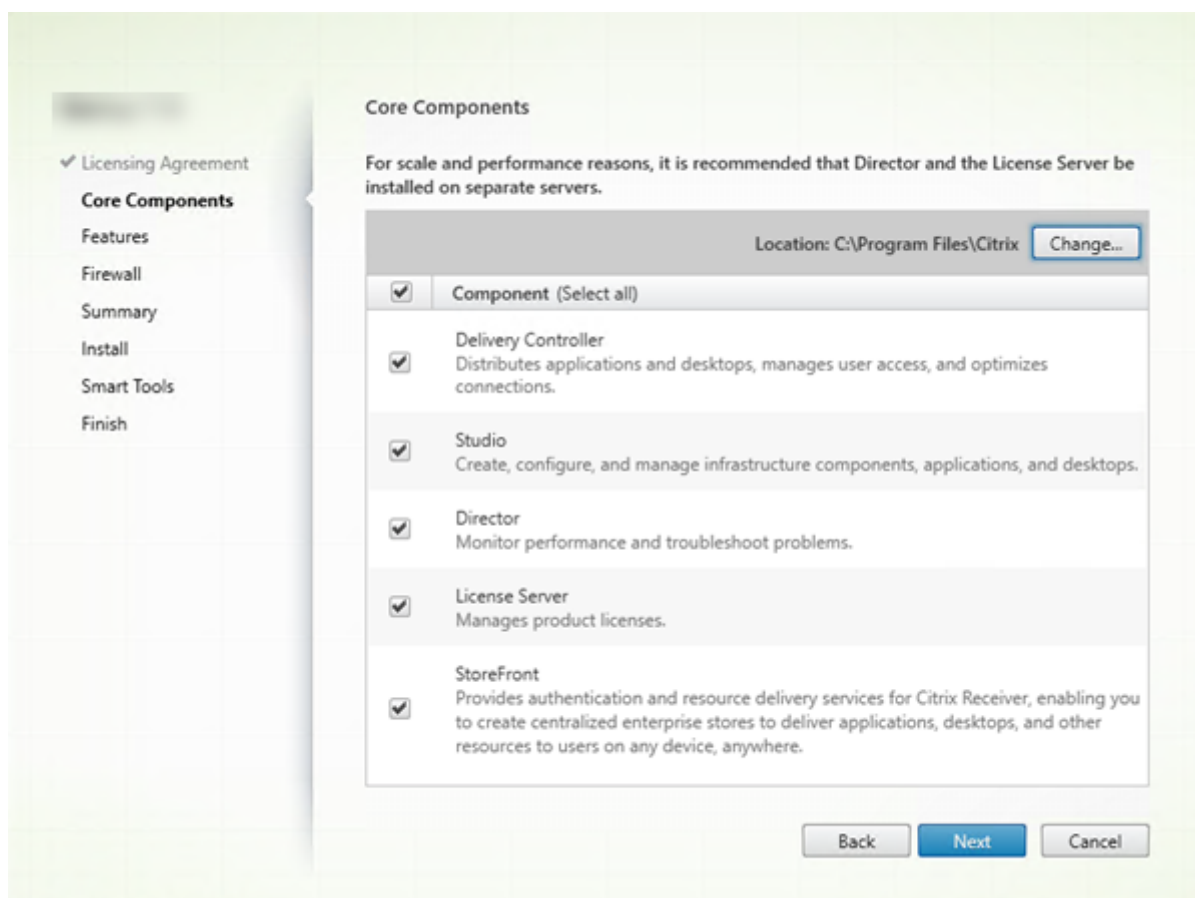 Core Components
✔ Licensing Agreement
Core Components
Features
Firewall
Summary
Install
Smart Tools
Finish
For scale and performance reasons, it is recommended that Director and the License Server be
installed on separate servers.
Location: C:\Program Files\Citrix Change...
Component (Select all)
Delivery Controller
Distributes applications and desktops, manages user access, and optimizes
connections.
Studio
Create, configure, and manage infrastructure components, applications, and desktops.
Director
Monitor performance and troubleshoot problems.
License Server
Manages product licenses.
StoreFront
Provides authentication and resource delivery services for Citrix Receiver, enabling you
to create centralized enterprise stores to deliver applications, desktops, and other
resources to users on any device, anywhere.
Back Next Cancel